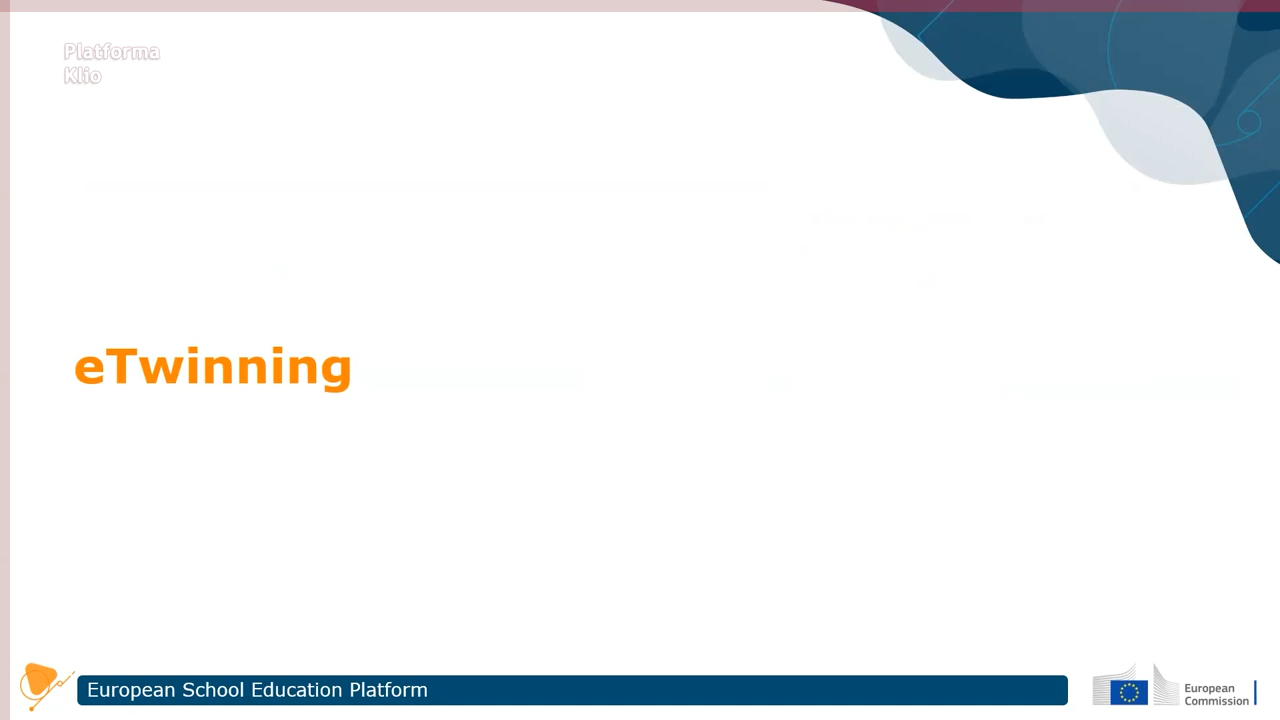 Platforma
Klio
eTwinning
European School Education Platform
European
Commission